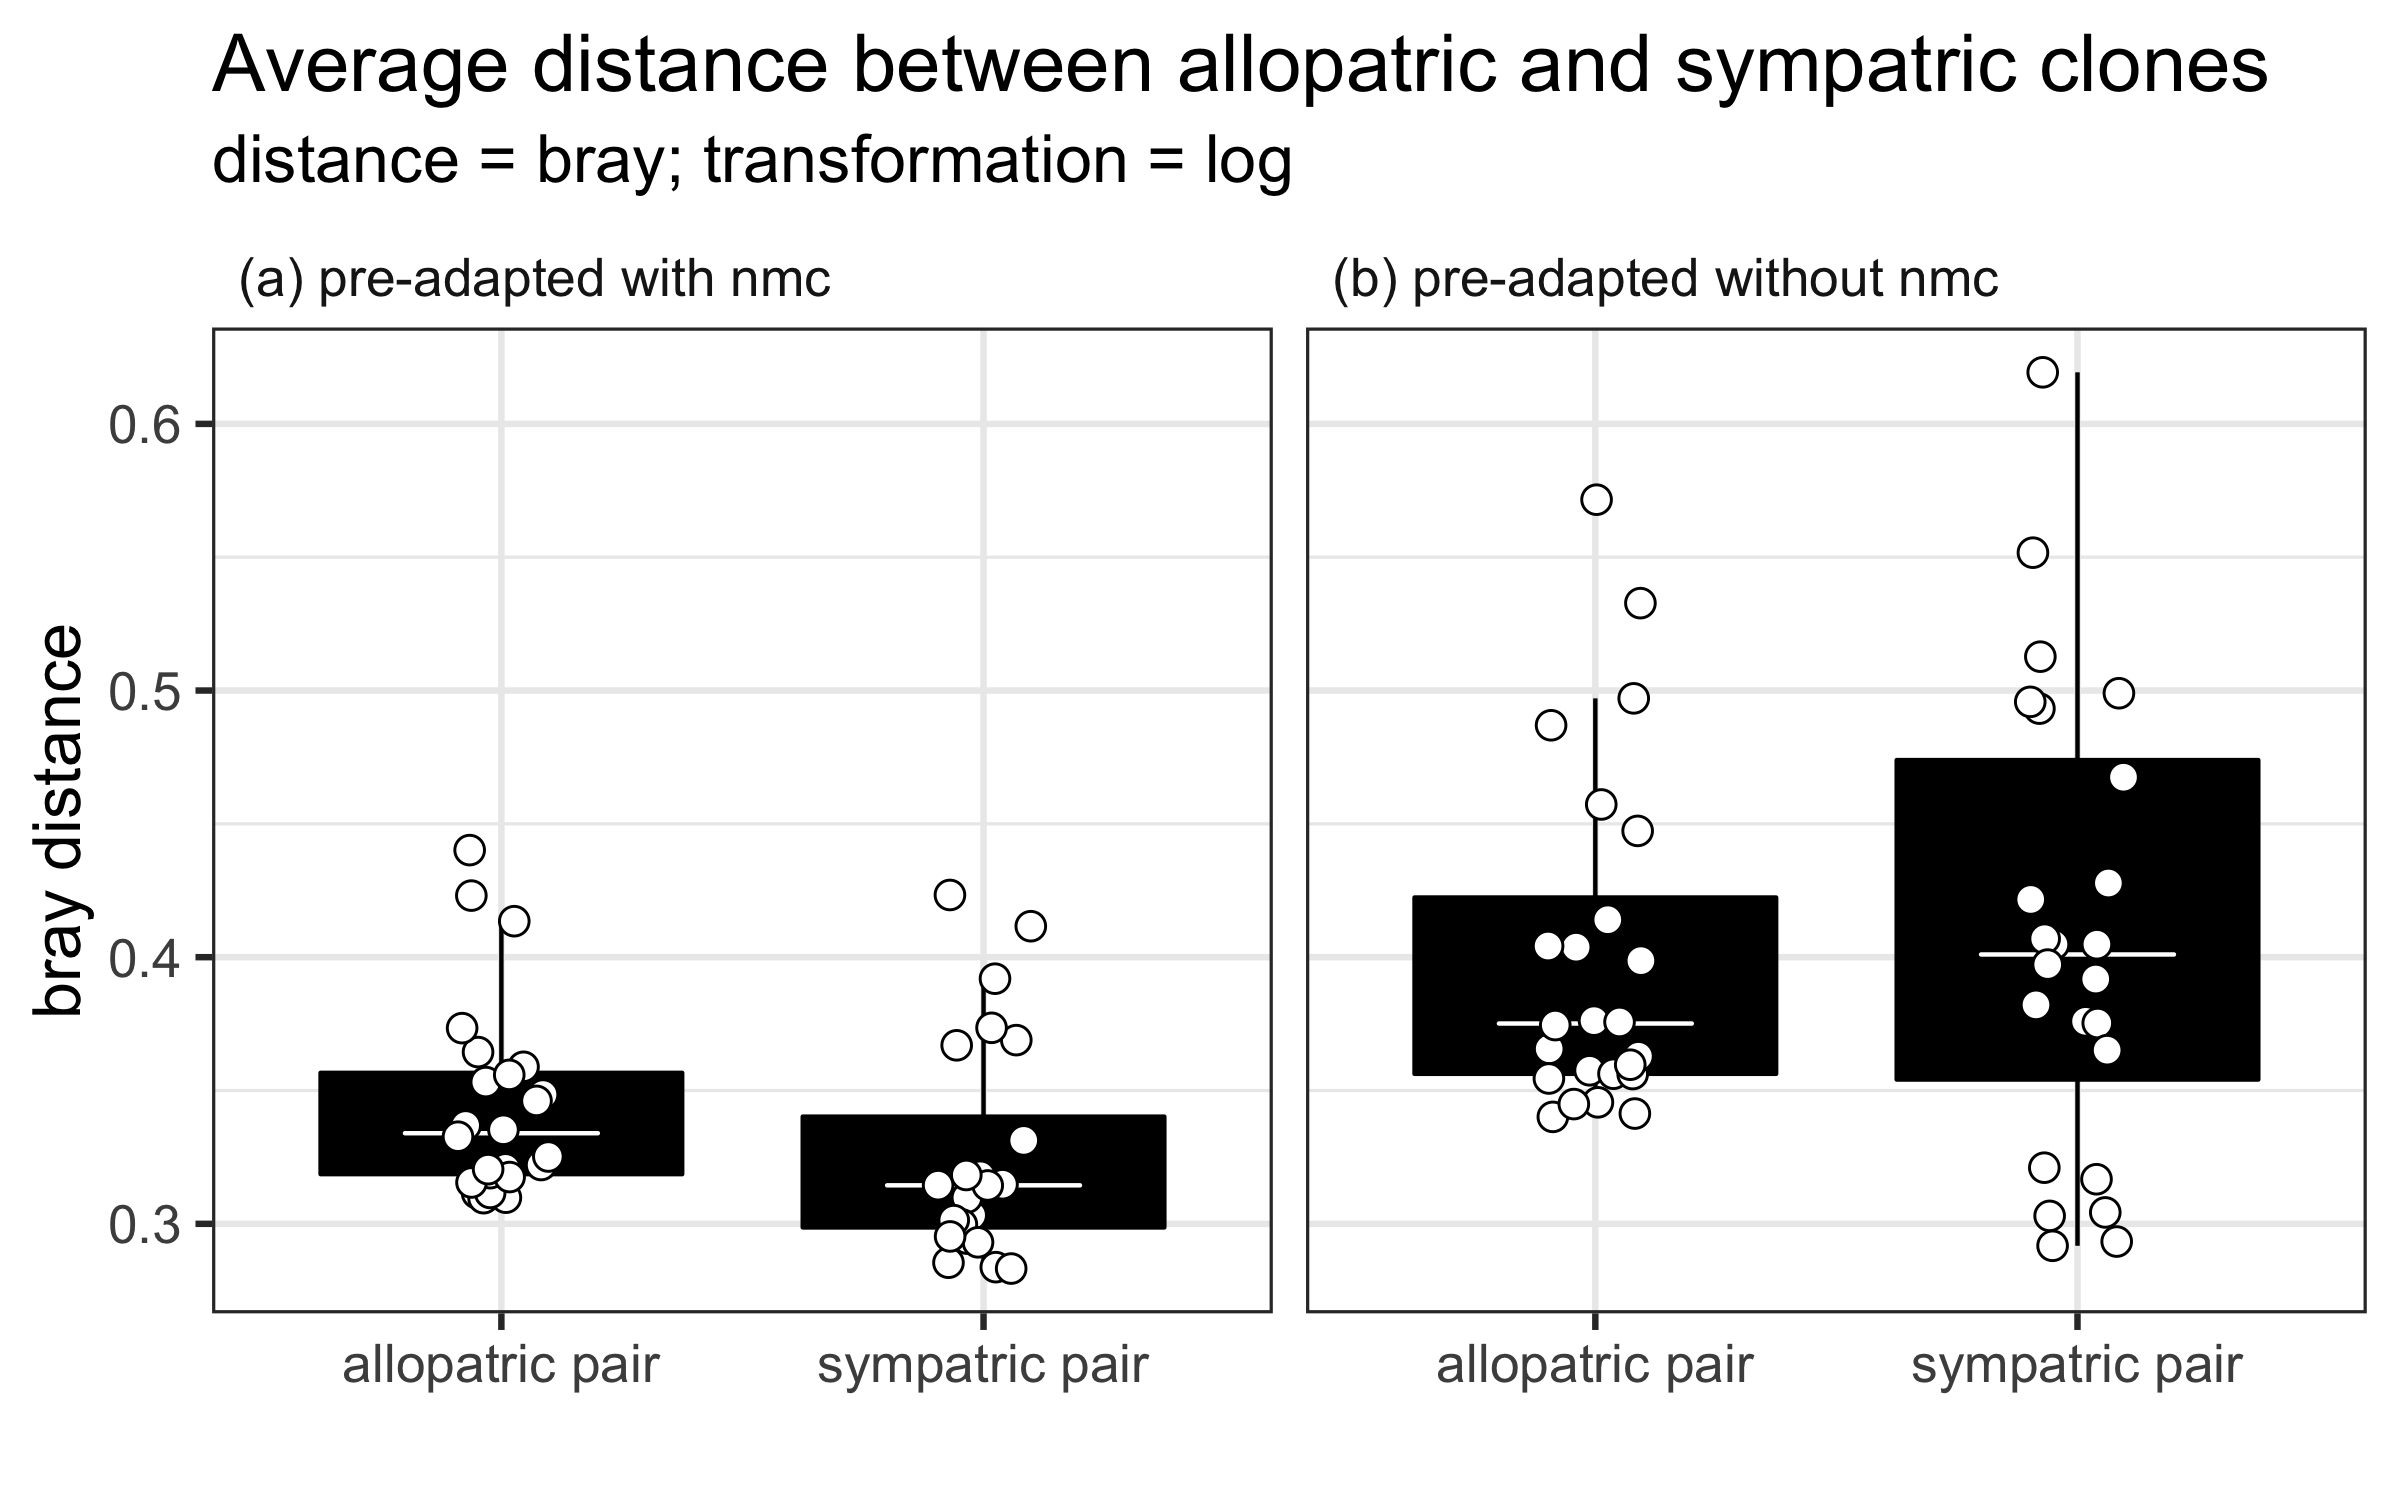 Average distance between allopatric and sympatric clones
distance = bray; transformation = log
(a) pre-adapted with nmc
(b) pre-adapted without nmc
bray distance
0.6
0.5
0.4
0.3
allopatric pair
sympatric pair
allopatric pair
sympatric pair